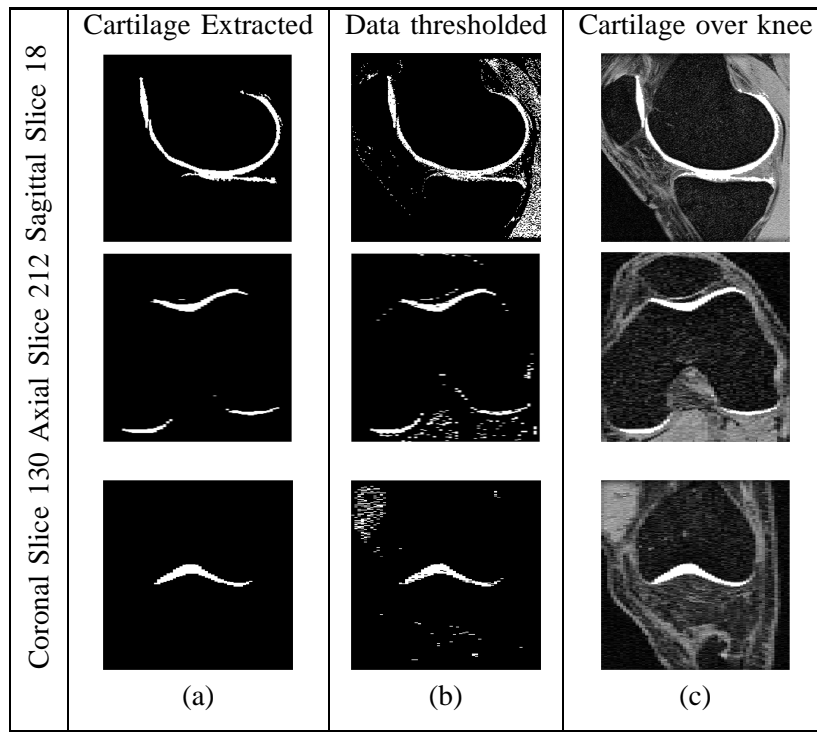 Cartilage Extracted
Data thresholded
Cartilage over knee
Coronal Slice 130 Axial Slice 212 Sagittal Slice 18
(a)
(b)
(c)